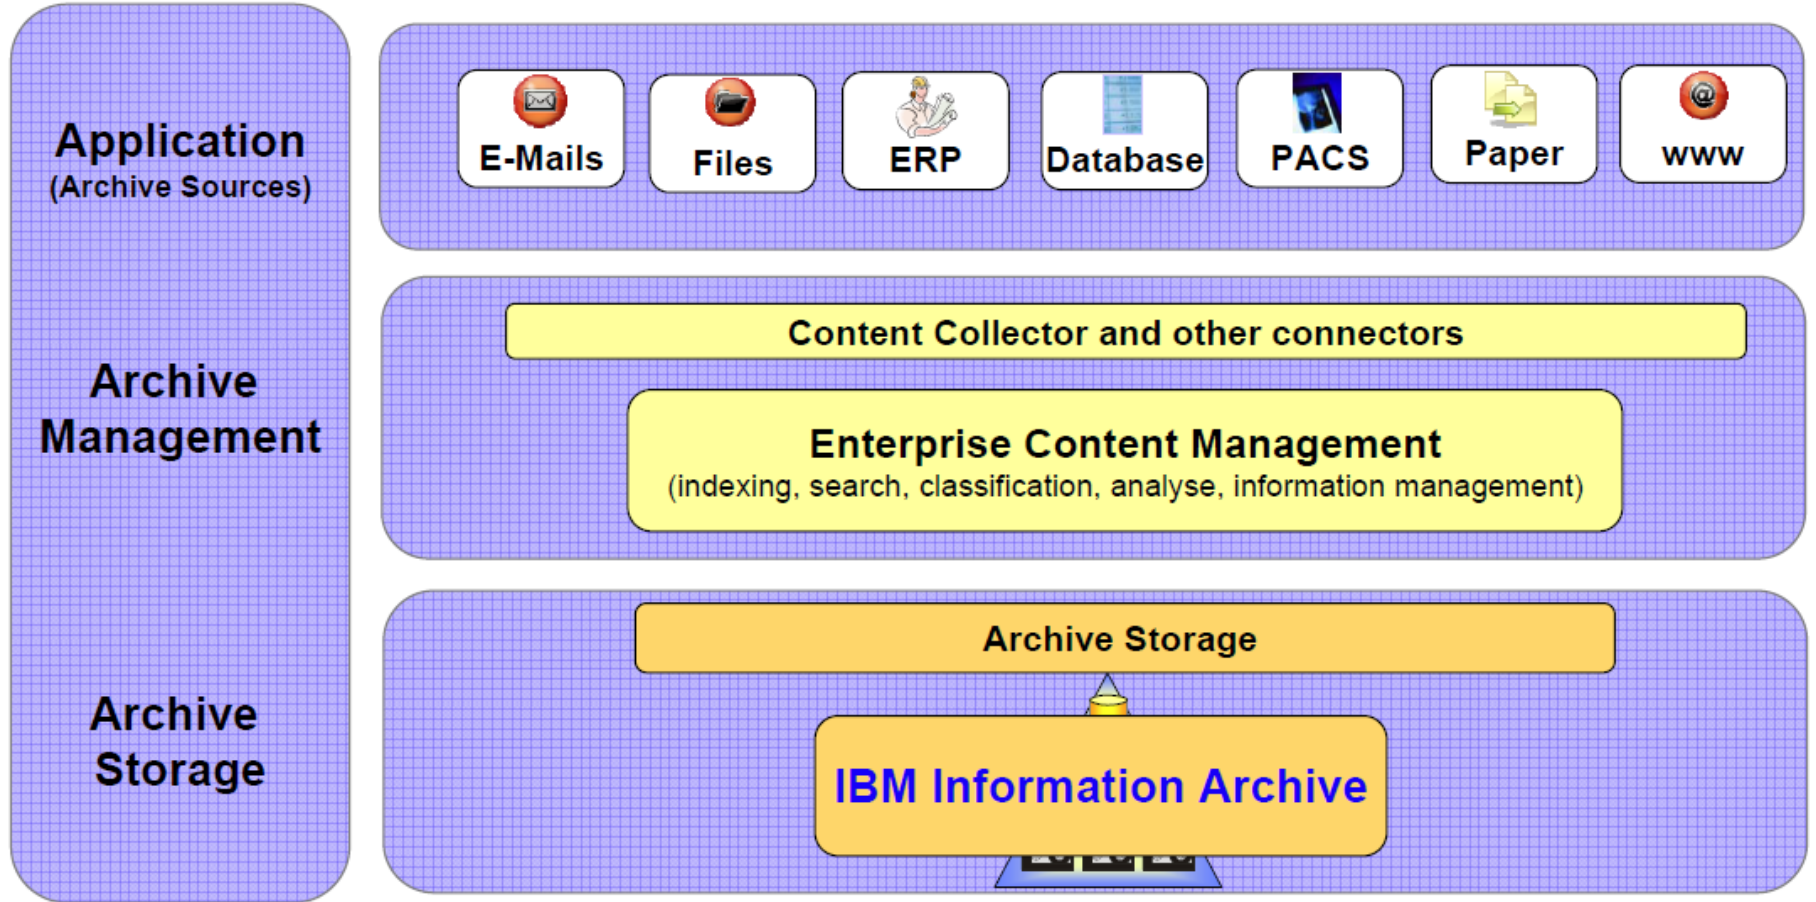 Application
(Archive Sources)
E-Mails
Files
ERP
Database
PACS
Paper
www
Archive
Management
Content Collector and other connectors
Enterprise Content Management
(indexing, search, classification, analyse, information management)
Archive
Storage
Archive Storage
IBM Information Archive